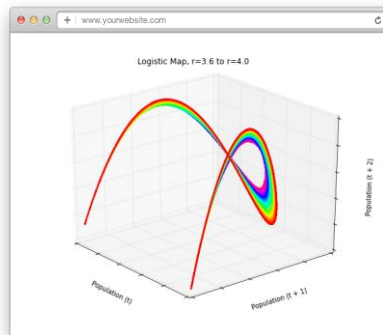 www.yourwebsite.com
Logistic Map, r=3.6 to r=4.0
Population (t + 2)
Population (t)
Population (t + 1)